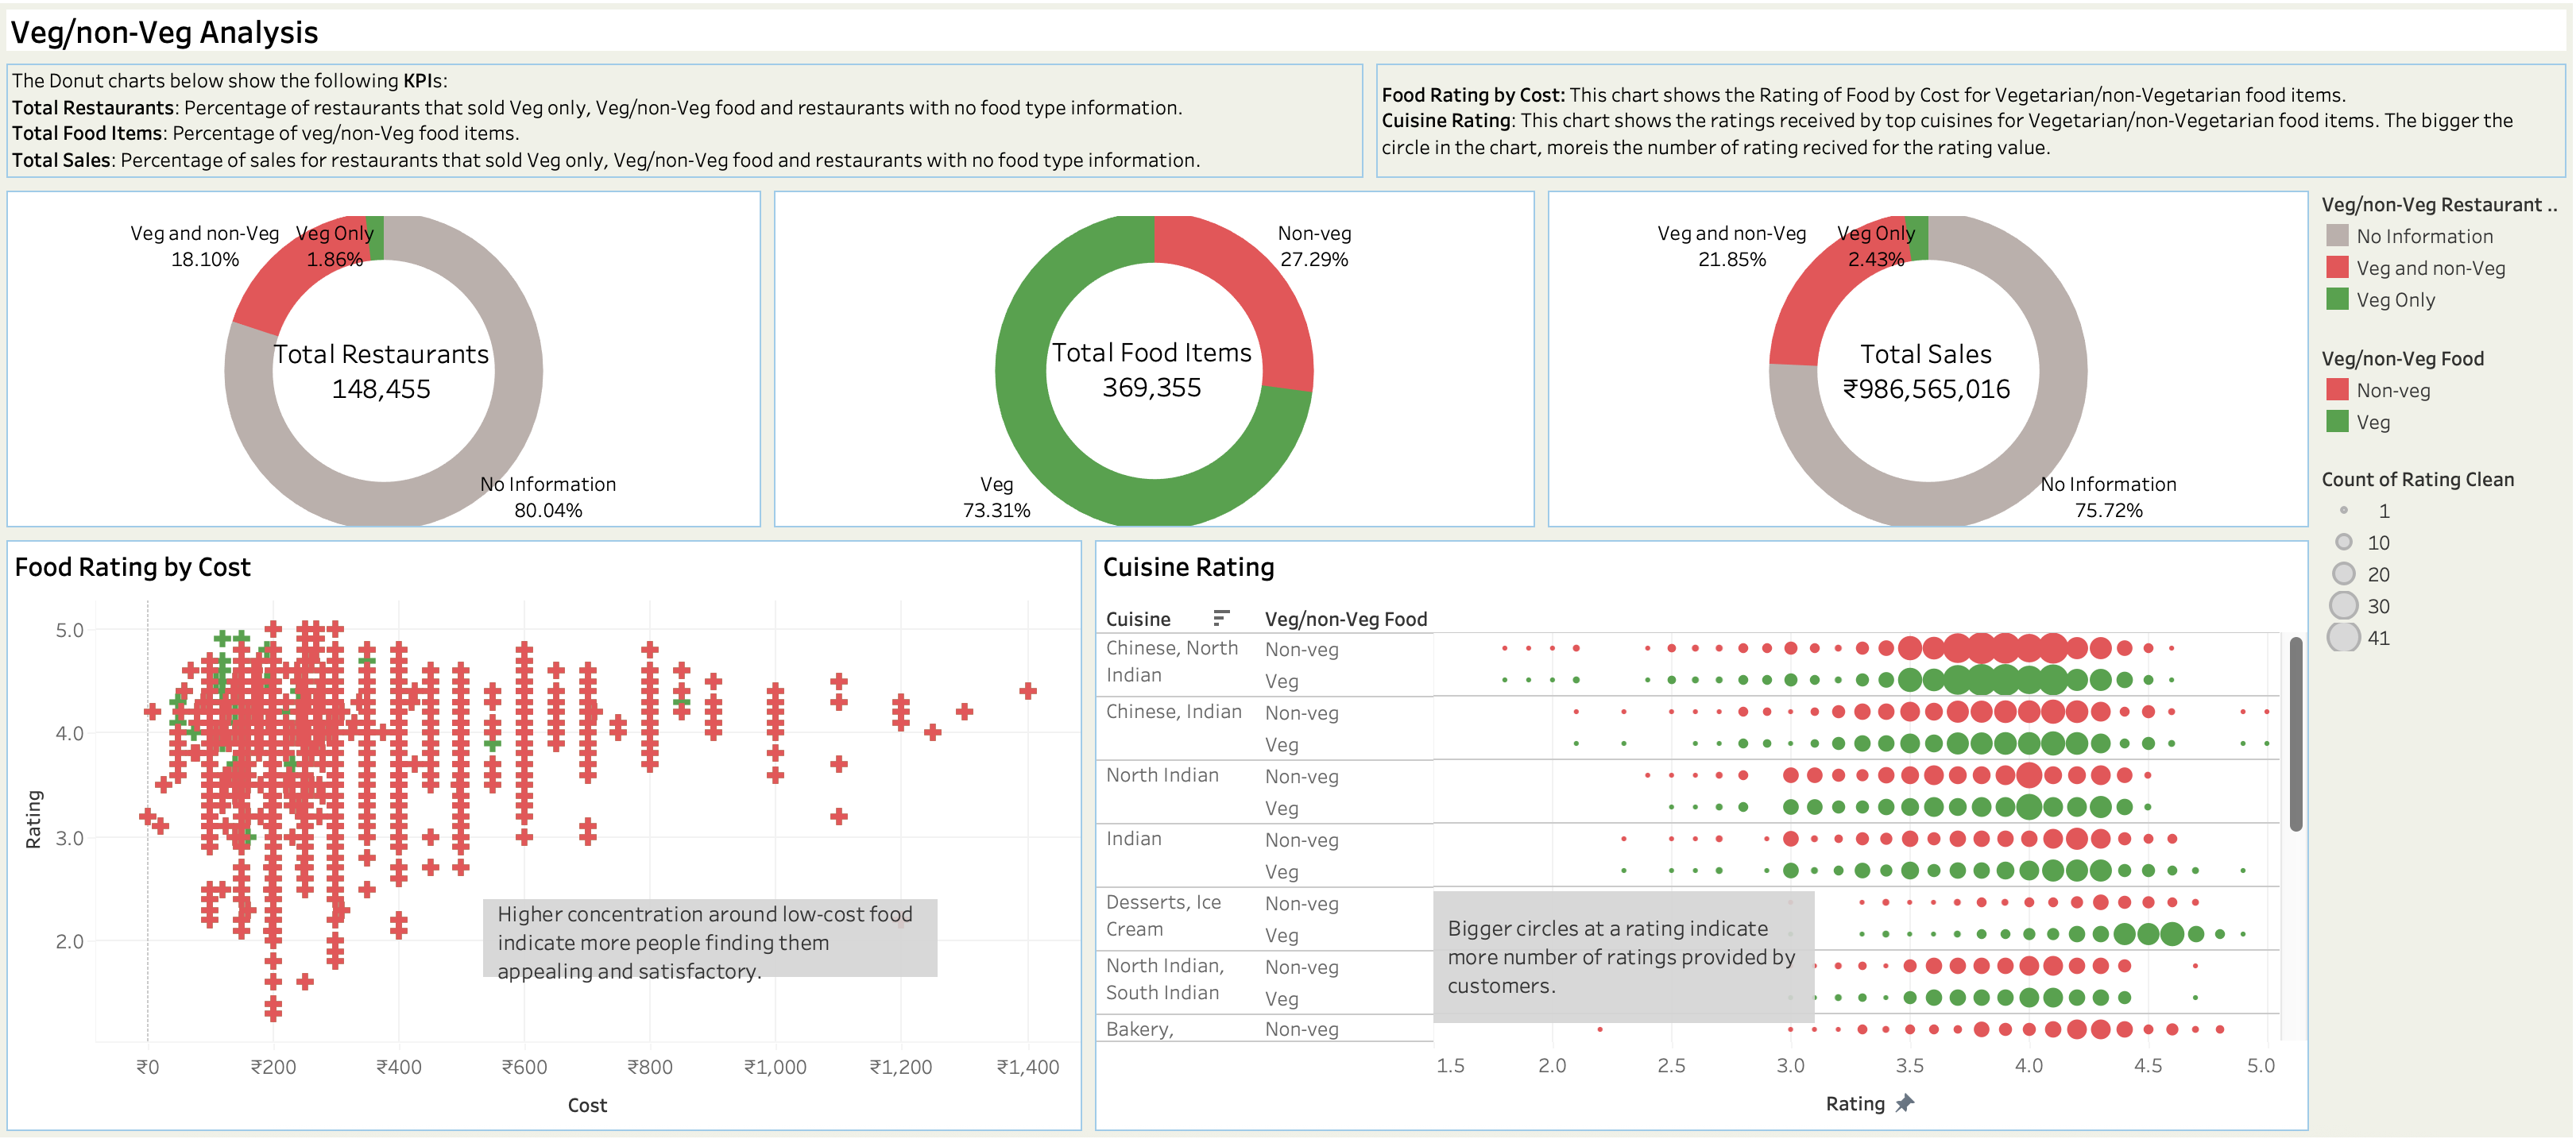 Veg/non-Veg Analysis
The Donut charts below show the following KPIs:
Total Restaurants: Percentage of restaurants that sold Veg only, Veg/non-Veg food and restaurants with no food type information.
Total Food Items: Percentage of veg/non-Veg food items.
Total Sales: Percentage of sales for restaurants that sold Veg only, Veg/non-Veg food and restaurants with no food type information.
Food Rating by Cost: This chart shows the Rating of Food by Cost for Vegetarian/non-Vegetarian food items.
Cuisine Rating: This chart shows the ratings received by top cuisines for Vegetarian/non-Vegetarian food items. The bigger the
circle in the chart, moreis the number of rating recived for the rating value.
Veg and non-Veg
18.10%
Veg Only
1.86%
Total Restaurants
148,455
No Information
80.04%
Non-veg
27.29%
Total Food Items
369,355
Veg
73.31%
Veg and non-Veg
21.85%
Veg Only
2.43%
Total Sales
₹986,565,016
No Information
75.72%
Veg/non-Veg Restaurant ..
No Information
Veg and non-Veg
Veg Only
Veg/non-Veg Food
Non-veg
Veg
Count of Rating Clean
1
10
20
30
41
Food Rating by Cost
Rating
5.0
4.0
3.0
2.0
Higher concentration around low-cost food
indicate more people finding them
appealing and satisfactory.
₹0
₹200
₹400
₹600
₹800
₹1,000
₹1,200
₹1,400
Cost
Cuisine Rating
Cuisine
Veg/non-Veg Food
Chinese, North
Indian
Non-veg
Veg
Chinese, Indian
Non-veg
Veg
North Indian
Non-veg
Veg
Indian
Non-veg
Veg
Desserts, Ice
Cream
Non-veg
Veg
North Indian,
South Indian
Non-veg
Veg
Bakery,
Non-veg
Bigger circles at a rating indicate
more number of ratings provided by
customers.
1.5
2.0
2.5
3.0
3.5
4.0
4.5
5.0
Rating